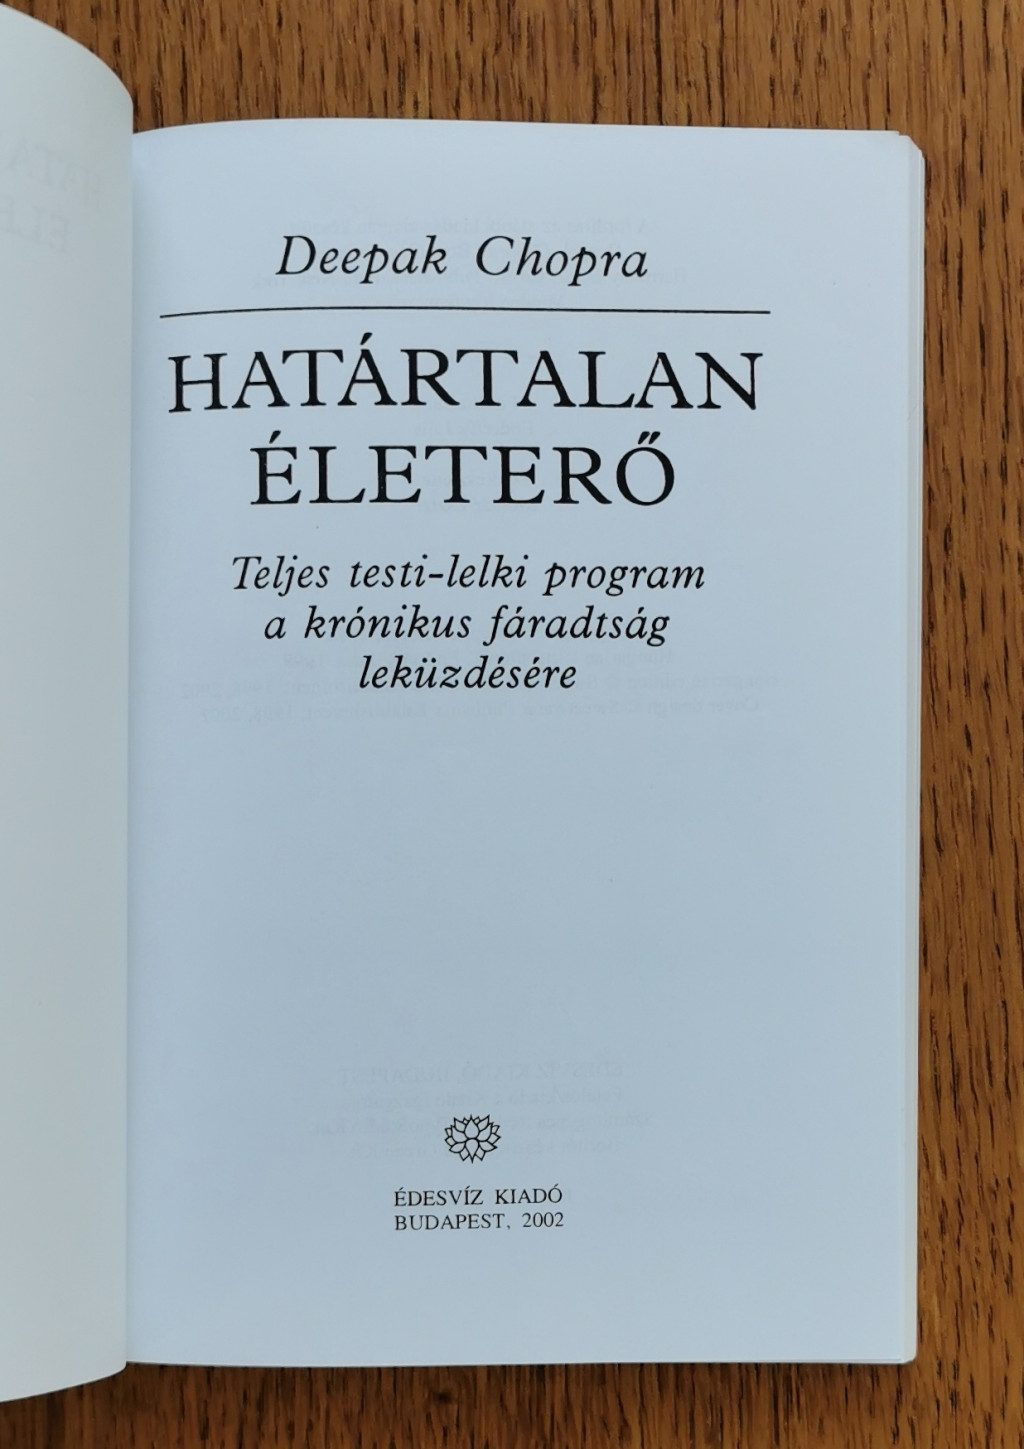 Deepak Chopra
HATÁRTALAN
ÉLETERŐ
Teljes testi-lelki program
a krónikus fáradtság
leküzdésére
ÉDESVÍZ KIADÓ
BUDAPEST, 2002